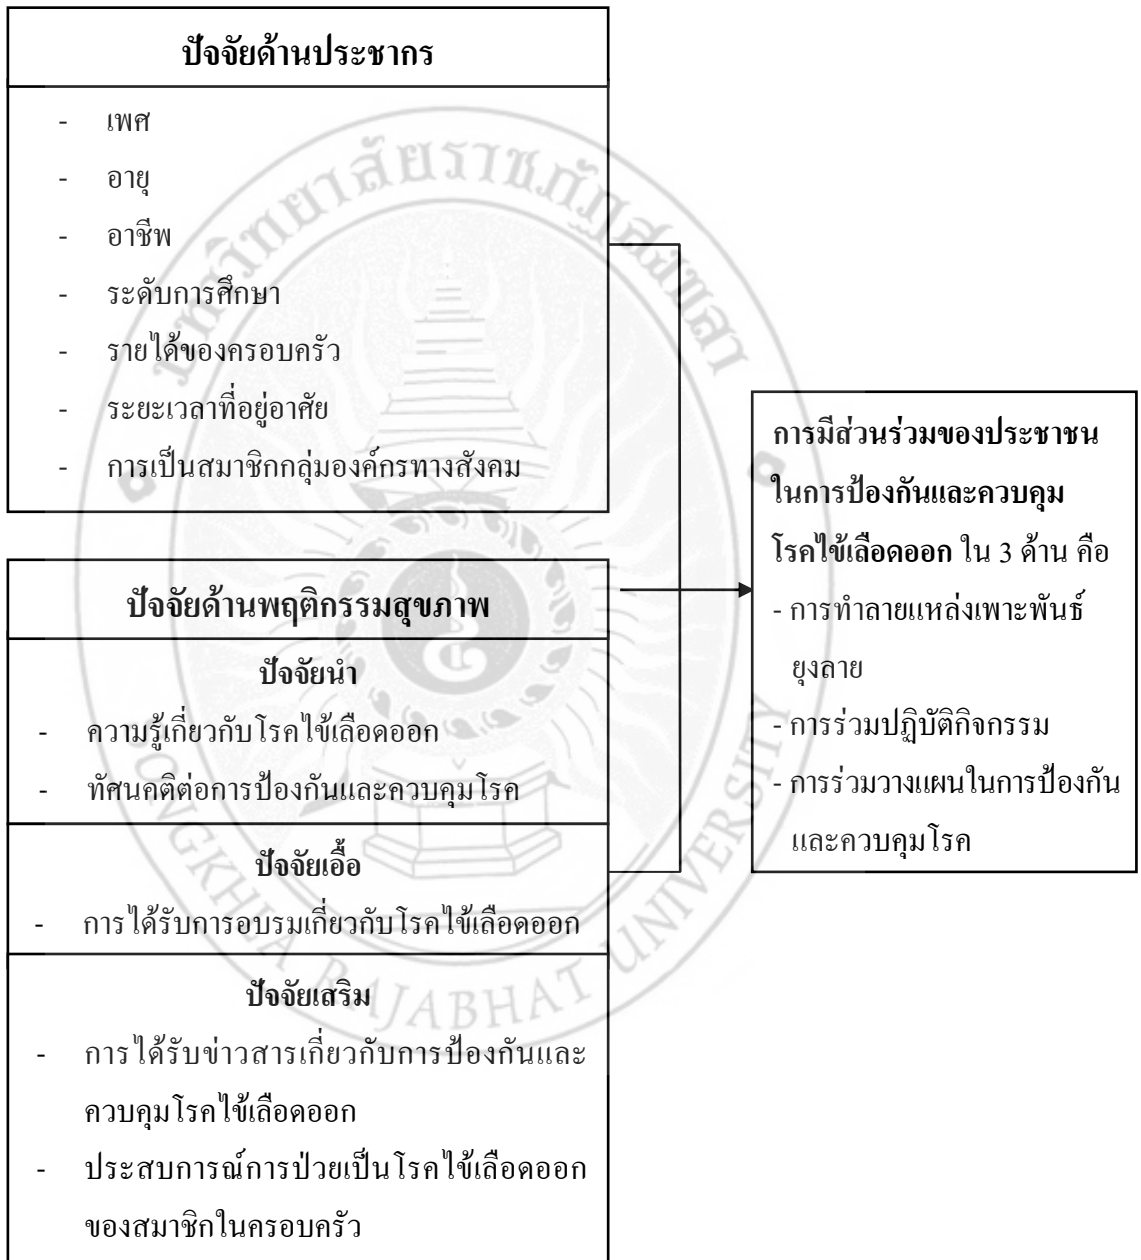 ปัจจัยด้านประชากร
- เพศ
- อายุ
- อาชีพ
- ระดับการศึกษา
- รายได้ของครอบครัว
- ระยะเวลาที่อยู่อาศัย
- การเป็นสมาชิกกลุ่มองค์กรทางสังคม
ปัจจัยด้านพฤติกรรมสุขภาพ
ปัจจัยนำ
- ความรู้เกี่ยวกับโรคไข้เลือดออก
- ทัศนคติต่อการป้องกันและควบคุมโรค
ปัจจัยเอื้อ
- การได้รับการอบรมเกี่ยวกับโรคไข้เลือดออก
ปัจจัยเสริม
- การได้รับข่าวสารเกี่ยวกับการป้องกันและ
ควบคุมโรคไข้เลือดออก
- ประสบการณ์การป่วยเป็นโรคไข้เลือดออก
ของสมาชิกในครอบครัว
การมีส่วนร่วมของประชาชน
ในการป้องกันและควบคุม
โรคไข้เลือดออก ใน 3 ด้าน คือ
- การทำลายแหล่งเพาะพันธ์
ยุงลาย
- การร่วมปฏิบัติกิจกรรม
- การร่วมวางแผนในการป้องกัน
และควบคุมโรค
มหาวิทยาลัยราชภัฏสงขลา
SONGKHLA RAJABHAT UNIVERSITY